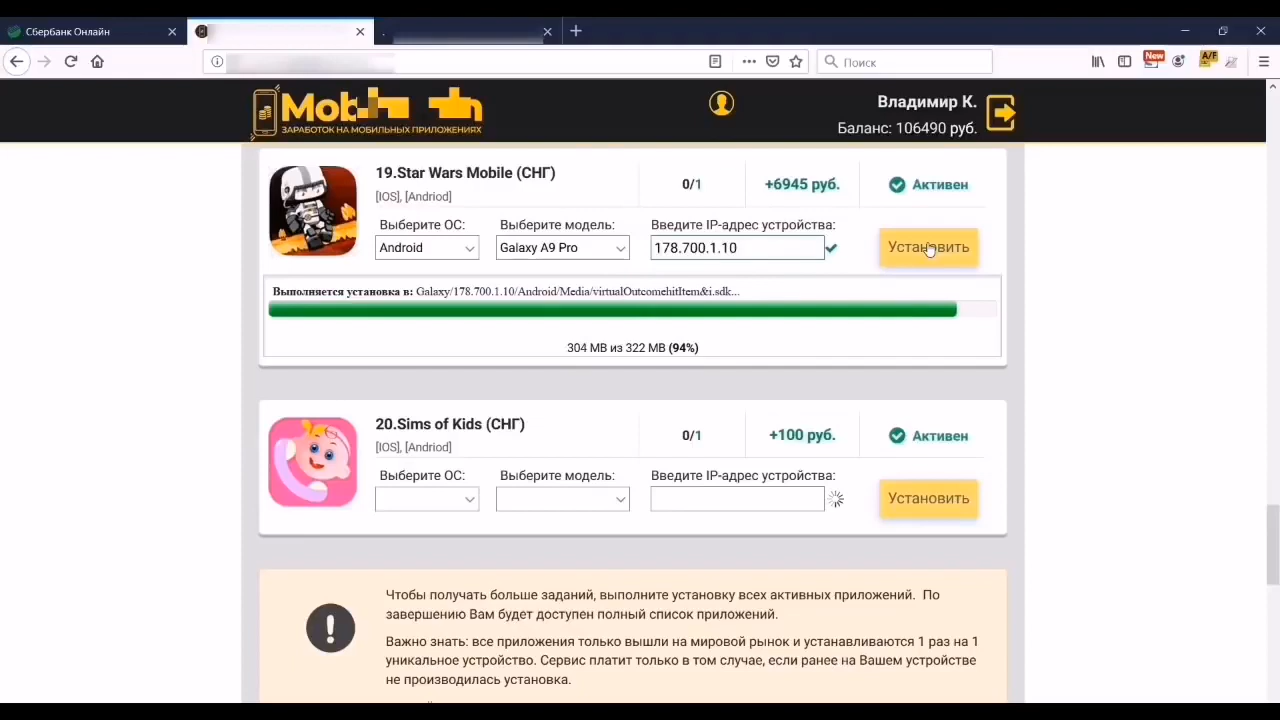 Сбербанк Онлайн
Поиск
New
A/F
Mob
ЗАРАБОТОК НА МОБИЛЬНЫХ ПРИЛОЖЕНИЯХ
Владимир К.
Баланс: 106490 руб.
19.Star Wars Mobile (СНГ)
[IOS], [Andriod]
0/1
+6945 руб.
Активен
Выберите ОС:
Выберите модель:
Введите IP-адрес устройства:
Android
Galaxy A9 Pro
178.700.1.10
Установить
Выполняется установка в: Galaxy/178.700.1.10/Android/Media/virtualOutcomehitItem&i.sdk...
304 MB из 322 MB (94%)
20.Sims of Kids (СНГ)
[IOS], [Andriod]
0/1
+100 руб.
Активен
Выберите ОС:
Выберите модель:
Введите IP-адрес устройства:
Установить
Чтобы получать больше заданий, выполните установку всех активных приложений. По
завершению Вам будет доступен полный список приложений.
Важно знать: все приложения только вышли на мировой рынок и устанавливаются 1 раз на 1
уникальное устройство. Сервис платит только в том случае, если ранее на Вашем устройстве
не производилась установка.